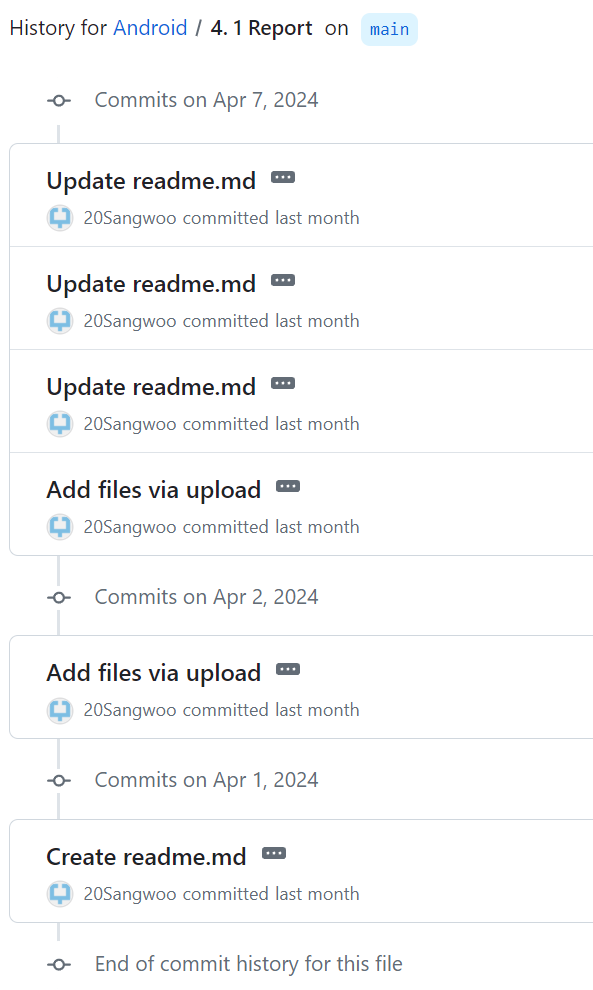 History for Android / 4. 1 Report on main
Commits on Apr 7, 2024
Update readme.md
20Sangwoo committed last month
Update readme.md
20Sangwoo committed last month
Update readme.md
20Sangwoo committed last month
Add files via upload
20Sangwoo committed last month
Commits on Apr 2, 2024
Add files via upload
20Sangwoo committed last month
Commits on Apr 1, 2024
Create readme.md
20Sangwoo committed last month
End of commit history for this file